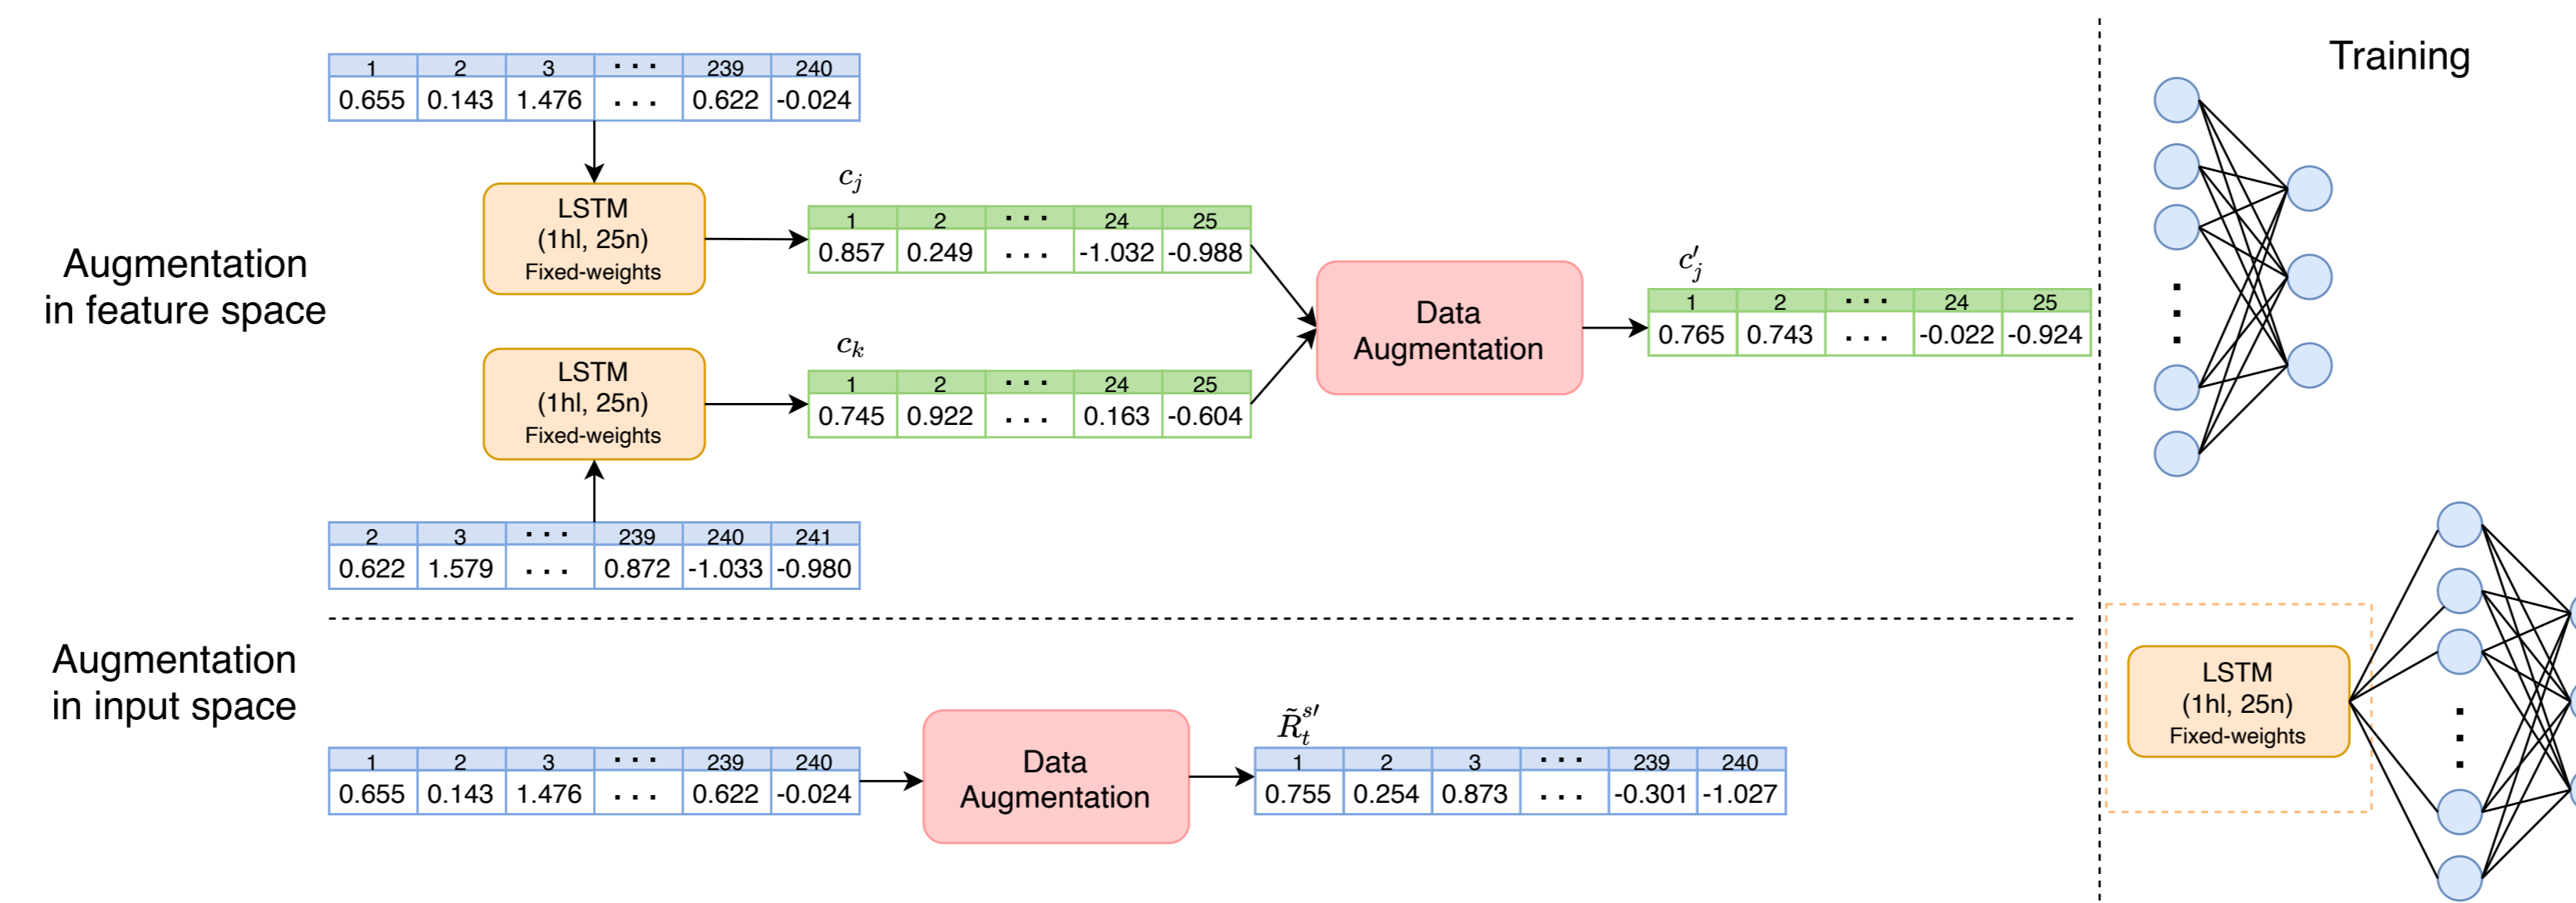 Training
1 2 3 ... 239 240
0.655 0.143 1.476 ... 0.622 -0.024
LSTM
(1hl, 25n)
Fixed-weights
c_j
1 2 ... 24 25
0.857 0.249 ... -1.032 -0.988
Augmentation
in feature space
Data
Augmentation
c'_j
1 2 ... 24 25
0.765 0.743 ... -0.022 -0.924
LSTM
(1hl, 25n)
Fixed-weights
c_k
1 2 ... 24 25
0.745 0.922 ... 0.163 -0.604
2 3 ... 239 240 241
0.622 1.579 ... 0.872 -1.033 -0.980
Augmentation
in input space
1 2 3 ... 239 240
0.655 0.143 1.476 ... 0.622 -0.024
Data
Augmentation
R̃_t^{s′}
1 2 3 ... 239 240
0.755 0.254 0.873 ... -0.301 -1.027
LSTM
(1hl, 25n)
Fixed-weights